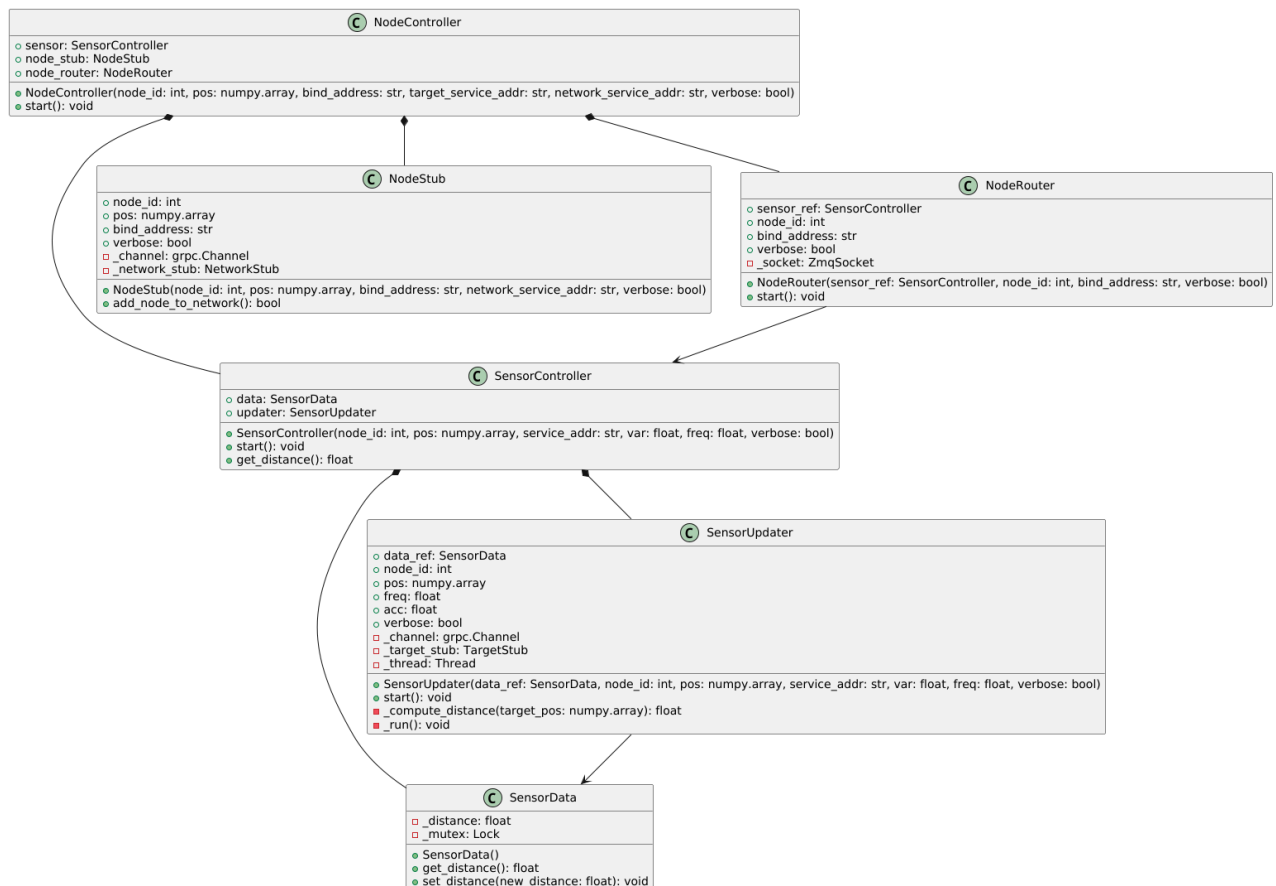 C NodeController
sensor: SensorController
node_stub: NodeStub
node_router: NodeRouter
NodeController(node_id: int, pos: numpy.array, bind_address: str, target_service_addr: str, network_service_addr: str, verbose: bool)
start(): void
C NodeStub
node_id: int
pos: numpy.array
bind_address: str
verbose: bool
_channel: grpc.Channel
_network_stub: NetworkStub
NodeStub(node_id: int, pos: numpy.array, bind_address: str, network_service_addr: str, verbose: bool)
add_node_to_network(): bool
C NodeRouter
sensor_ref: SensorController
node_id: int
bind_address: str
verbose: bool
_socket: ZmqSocket
NodeRouter(sensor_ref: SensorController, node_id: int, bind_address: str, verbose: bool)
start(): void
C SensorController
data: SensorData
updater: SensorUpdater
SensorController(node_id: int, pos: numpy.array, service_addr: str, var: float, freq: float, verbose: bool)
start(): void
get_distance(): float
C SensorUpdater
data_ref: SensorData
node_id: int
pos: numpy.array
freq: float
acc: float
verbose: bool
_channel: grpc.Channel
_target_stub: TargetStub
_thread: Thread
SensorUpdater(data_ref: SensorData, node_id: int, pos: numpy.array, service_addr: str, var: float, freq: float, verbose: bool)
start(): void
_compute_distance(target_pos: numpy.array): float
_run(): void
C SensorData
_distance: float
_mutex: Lock
SensorData()
get_distance(): float
set_distance(new_distance: float): void